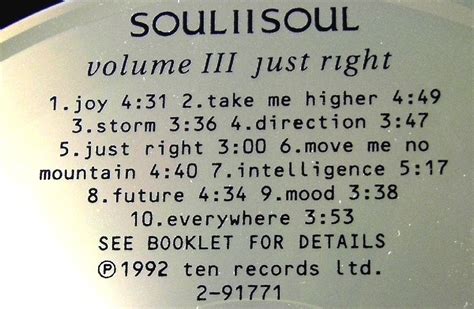 SOULIISOUL
volume III just right
1.joy 4:31 2.take me higher 4:49
3.storm 3:36 4.direction 3:47
5.just right 3:00 6.move me no
mountain 4:40 7.intelligence 5:17
8.future 4:34 9.mood 3:38
10.everywhere 3:53
SEE BOOKLET FOR DETAILS
℗1992 ten records ltd.
2-91771